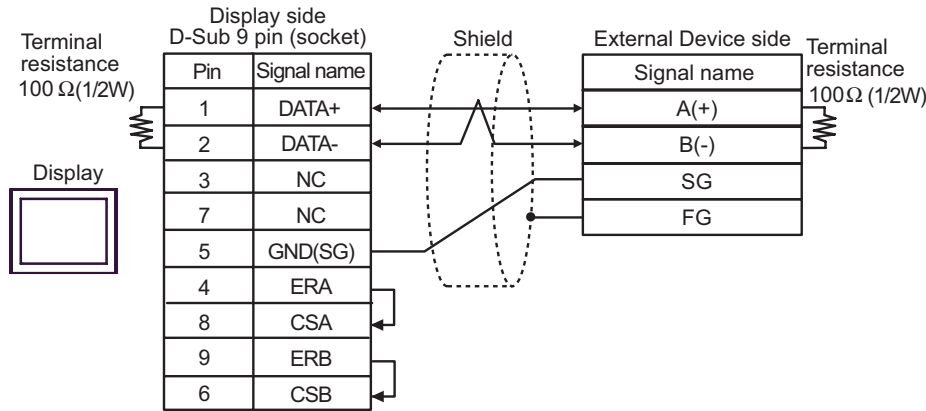 Display side
D-Sub 9 pin (socket)
Terminal
resistance
100 Ω(1/2W)
Shield
External Device side
Terminal
resistance
100Ω (1/2W)
Pin Signal name
1 DATA+
2 DATA-
3 NC
7 NC
5 GND(SG)
4 ERA
8 CSA
9 ERB
6 CSB
Signal name
A(+)
B(-)
SG
FG
Display